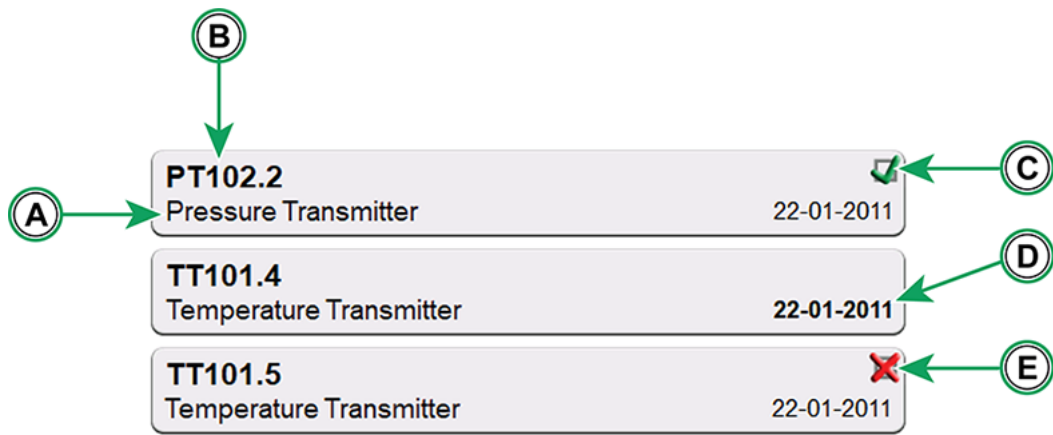 B
PT102.2
C
A
Pressure Transmitter 22-01-2011
D
TT101.4
Temperature Transmitter 22-01-2011
TT101.5
E
Temperature Transmitter 22-01-2011